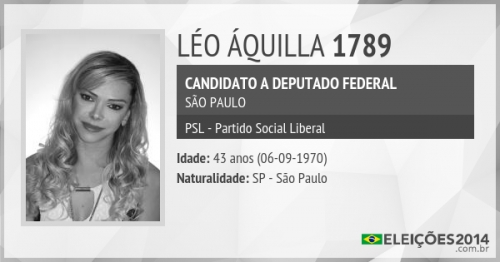 LÉO ÁQUILLA 1789
CANDIDATO A DEPUTADO FEDERAL
SÃO PAULO
PSL - Partido Social Liberal
Idade: 43 anos (06-09-1970)
Naturalidade: SP - São Paulo
ELEIÇÕES2014
.com.br